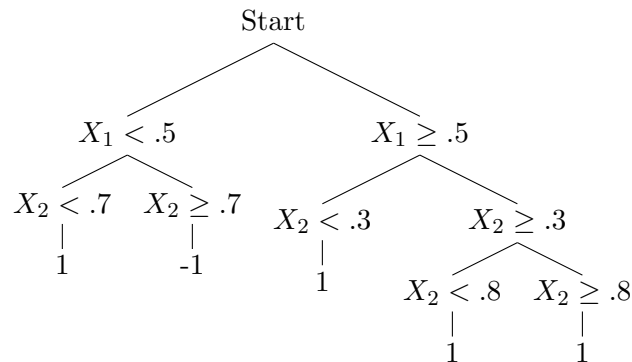 Start
X₁ < .5 X₁ ≥ .5
X₂ < .7 X₂ ≥ .7 X₂ < .3 X₂ ≥ .3
1 -1 1
X₂ < .8 X₂ ≥ .8
1 1